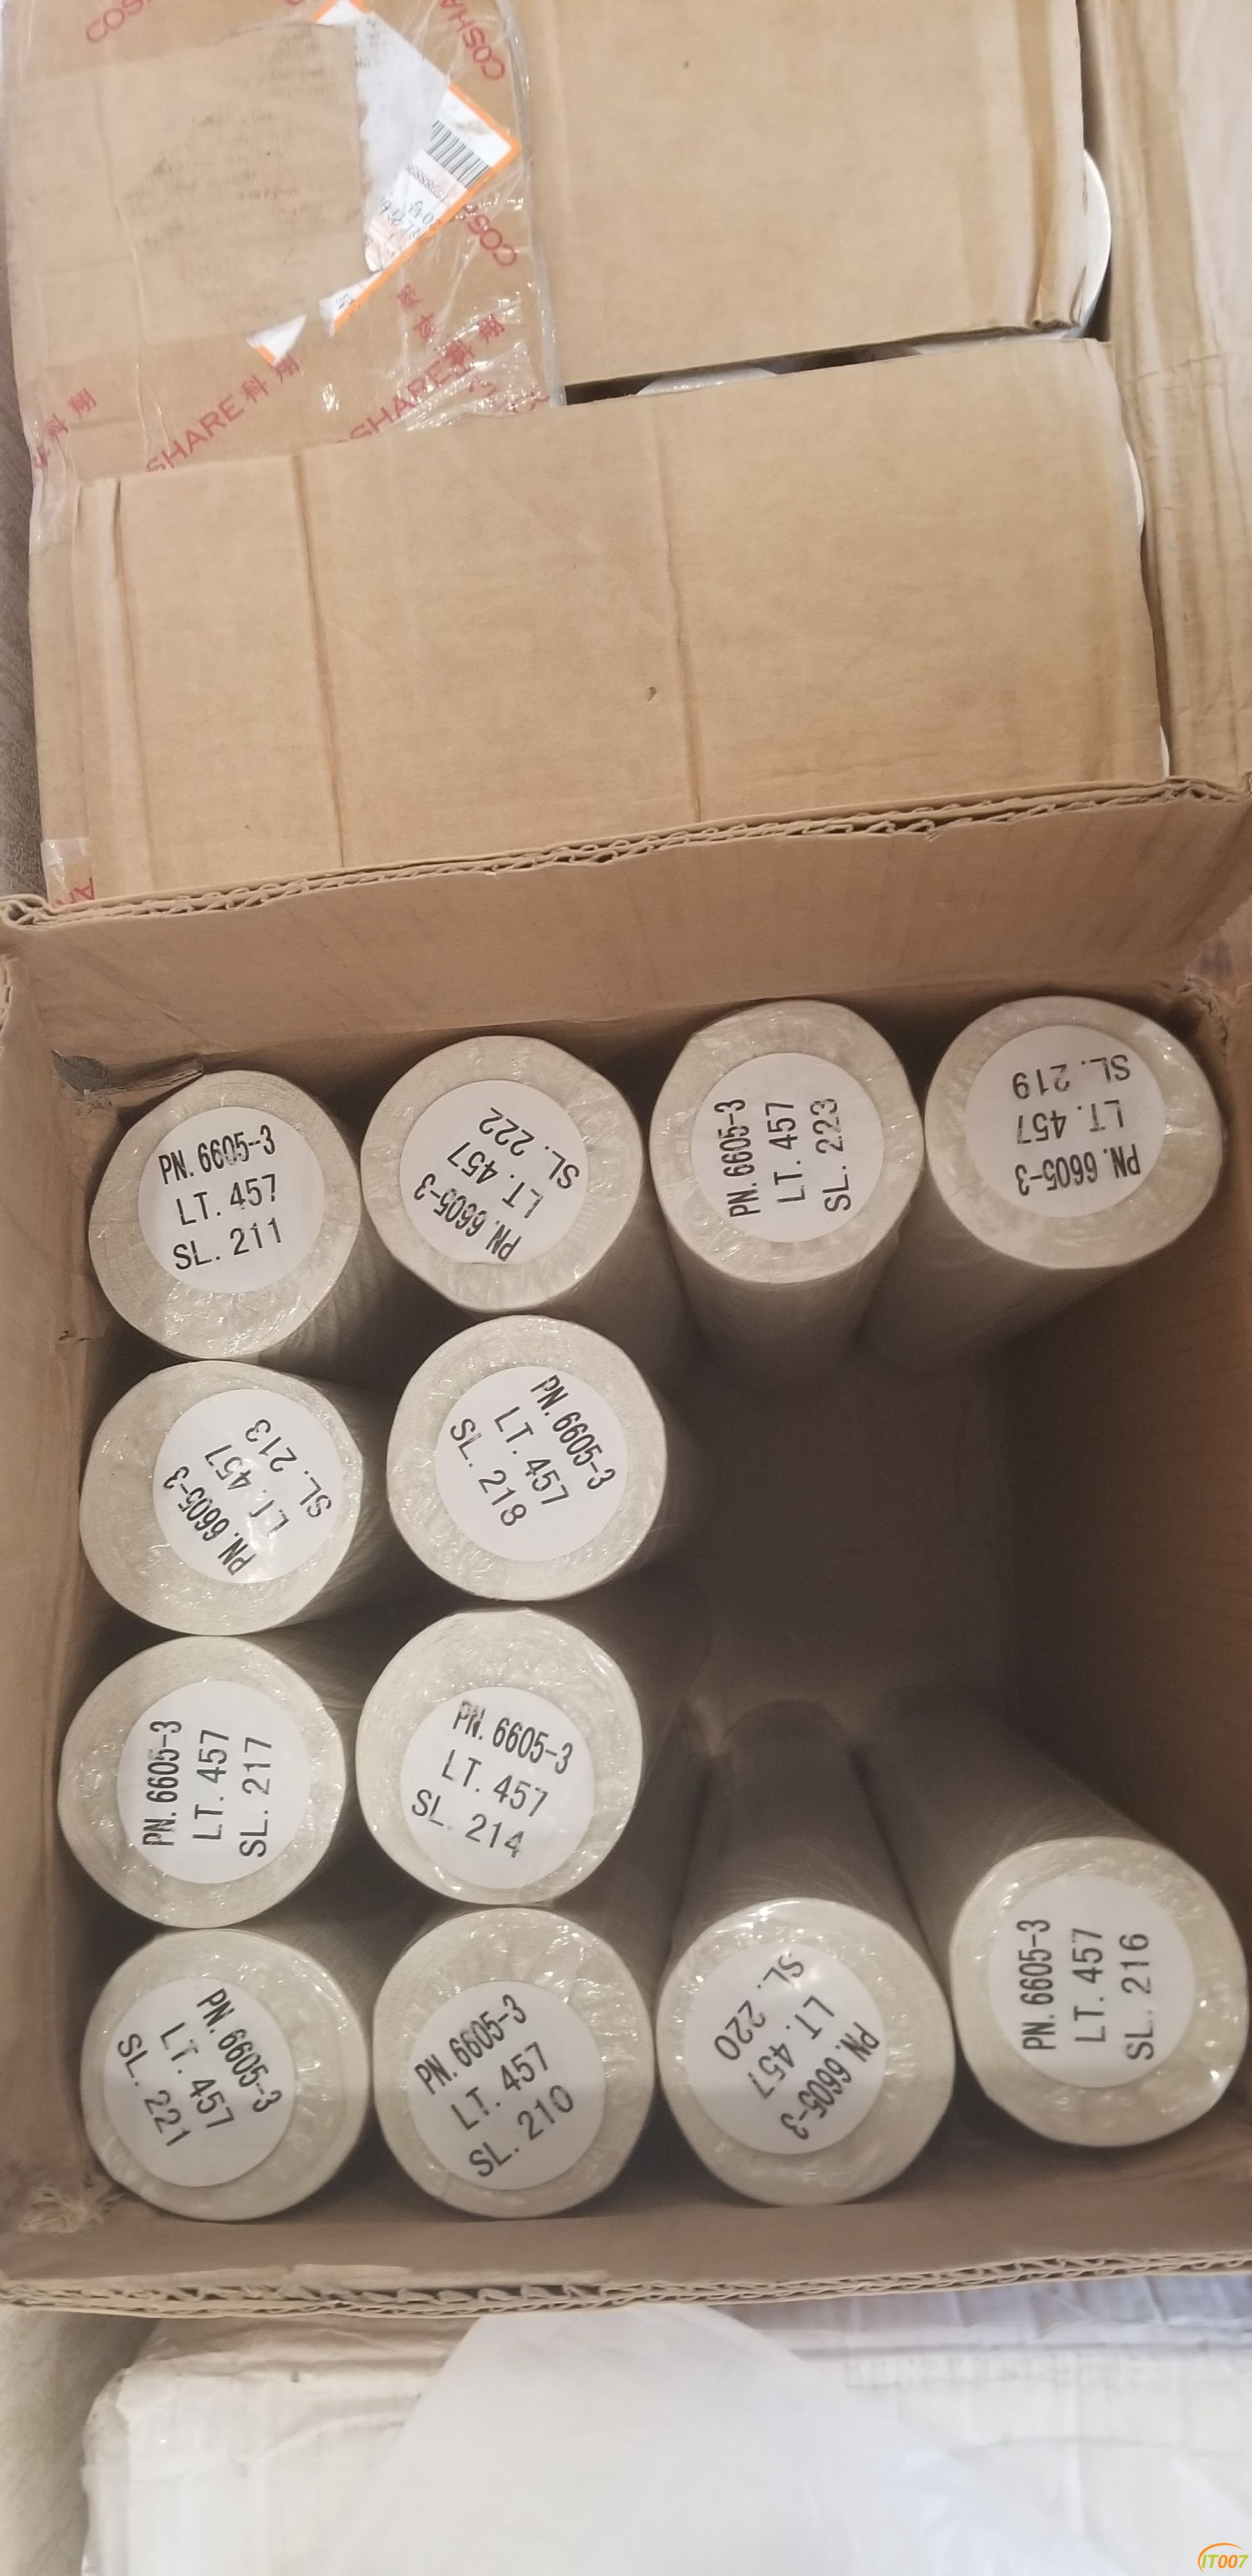 COSHA
COSHARE科翔
SHARE科翔
SHARE
PN. 6605-3
LT. 457
SL. 211
PN. 6605-3
LT. 457
SL. 222
PN. 6605-3
LT. 457
SL. 223
PN. 6605-3
LT. 457
SL. 219
PN. 6605-3
LT. 457
SL. 213
PN. 6605-3
LT. 457
SL. 218
PN. 6605-3
LT. 457
SL. 217
PN. 6605-3
LT. 457
SL. 214
PN. 6605-3
LT. 457
SL. 221
PN. 6605-3
LT. 457
SL. 210
PN. 6605-3
LT. 457
SL. 220
PN. 6605-3
LT. 457
SL. 216
IT007